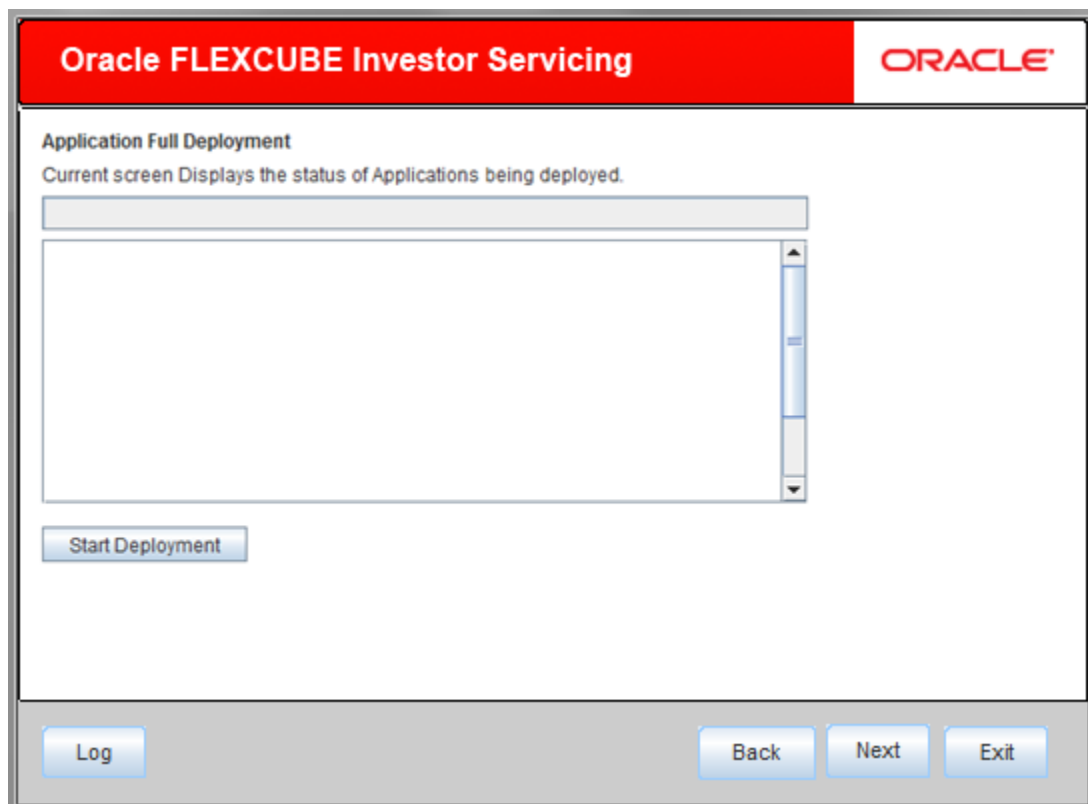 Oracle FLEXCUBE Investor Servicing
ORACLE
Application Full Deployment
Current screen Displays the status of Applications being deployed.
Start Deployment
Log
Back
Next
Exit